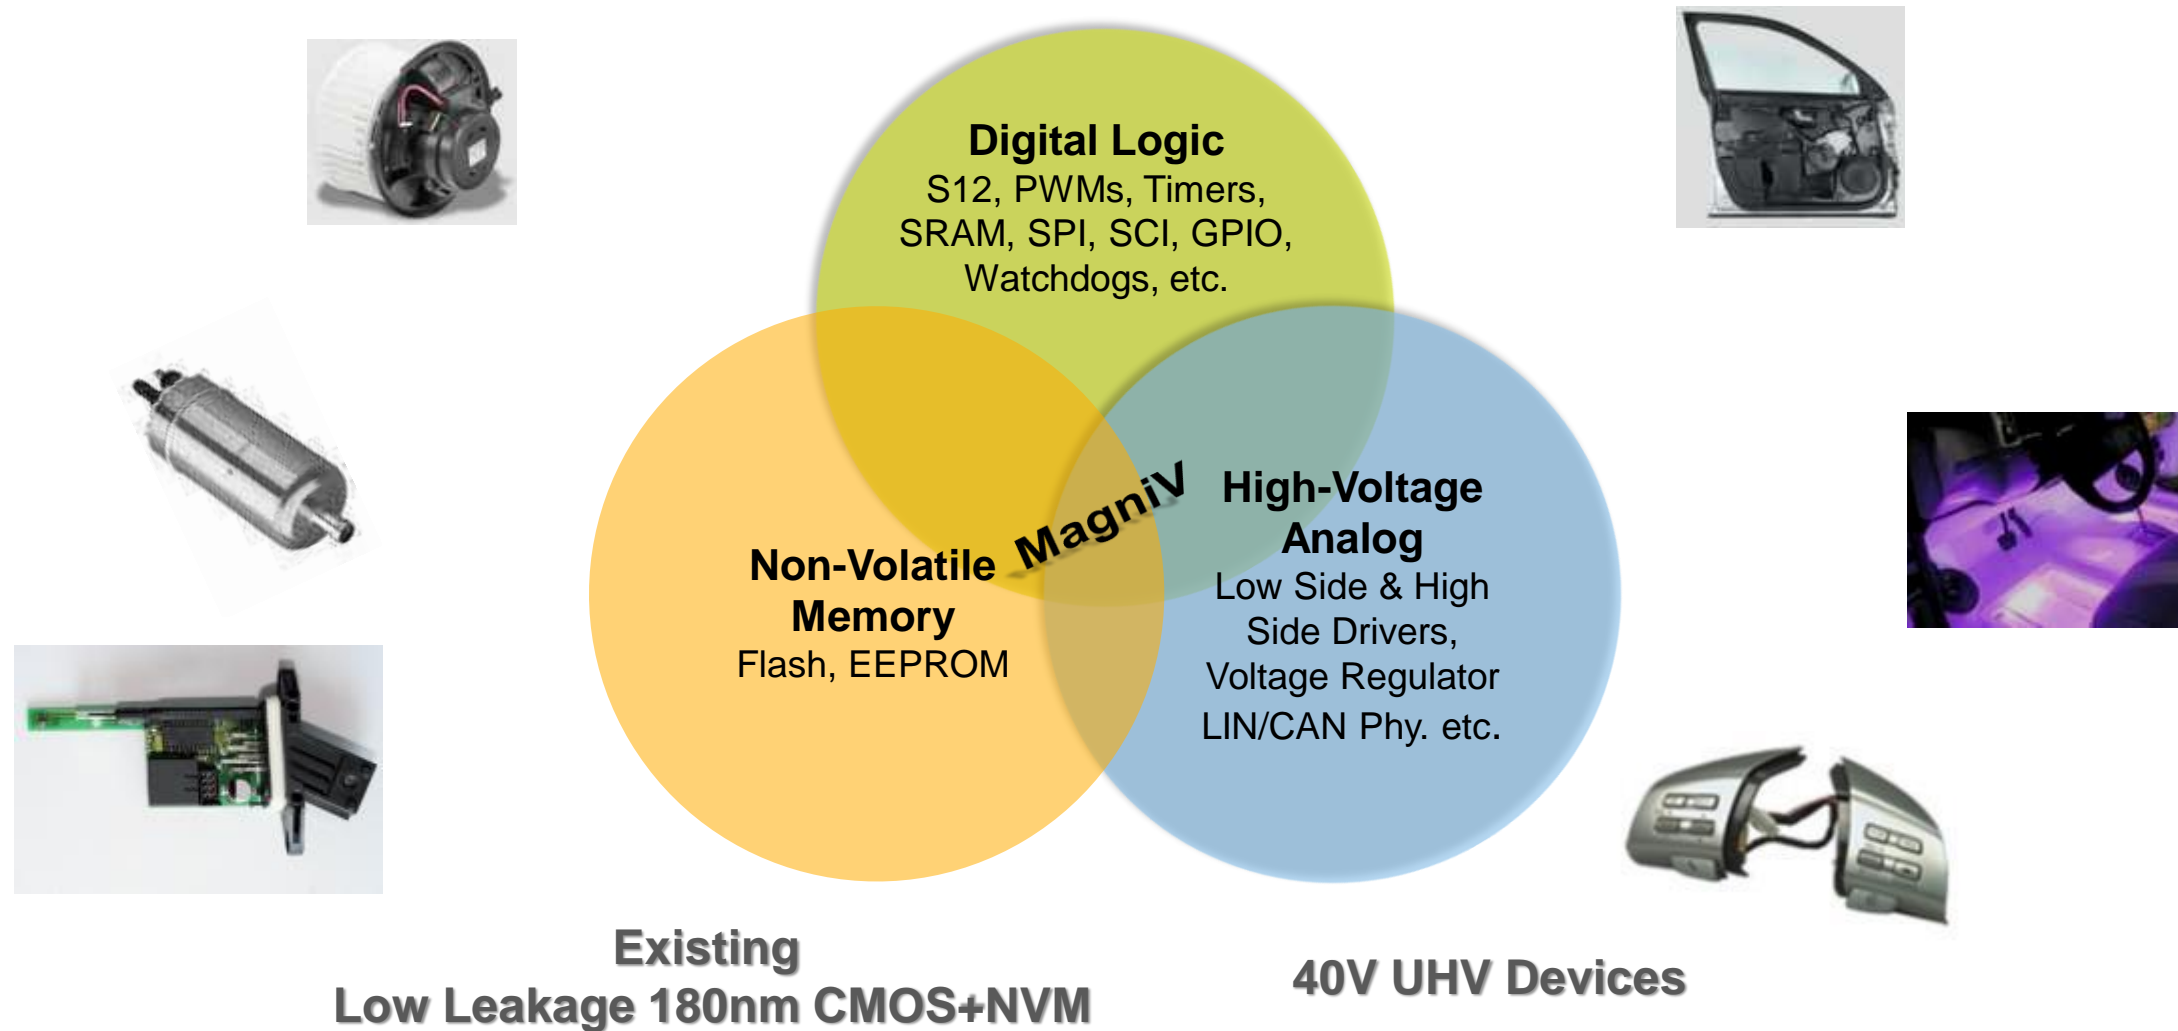 Digital Logic
S12, PWMs, Timers,
SRAM, SPI, SCI, GPIO,
Watchdogs, etc.
MagniV
Non-Volatile
Memory
Flash, EEPROM
High-Voltage
Analog
Low Side & High
Side Drivers,
Voltage Regulator
LIN/CAN Phy. etc.
Existing
Low Leakage 180nm CMOS+NVM
40V UHV Devices